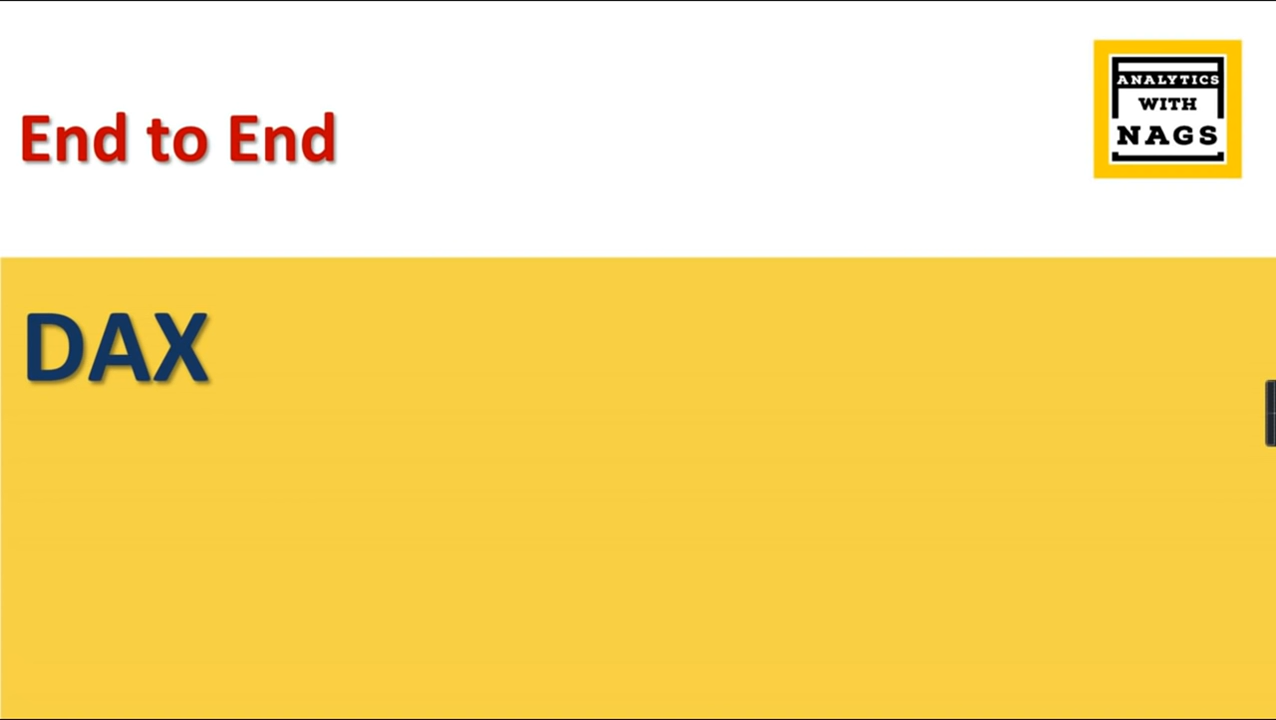 End to End
ANALYTICS
WITH
NAGS
DAX